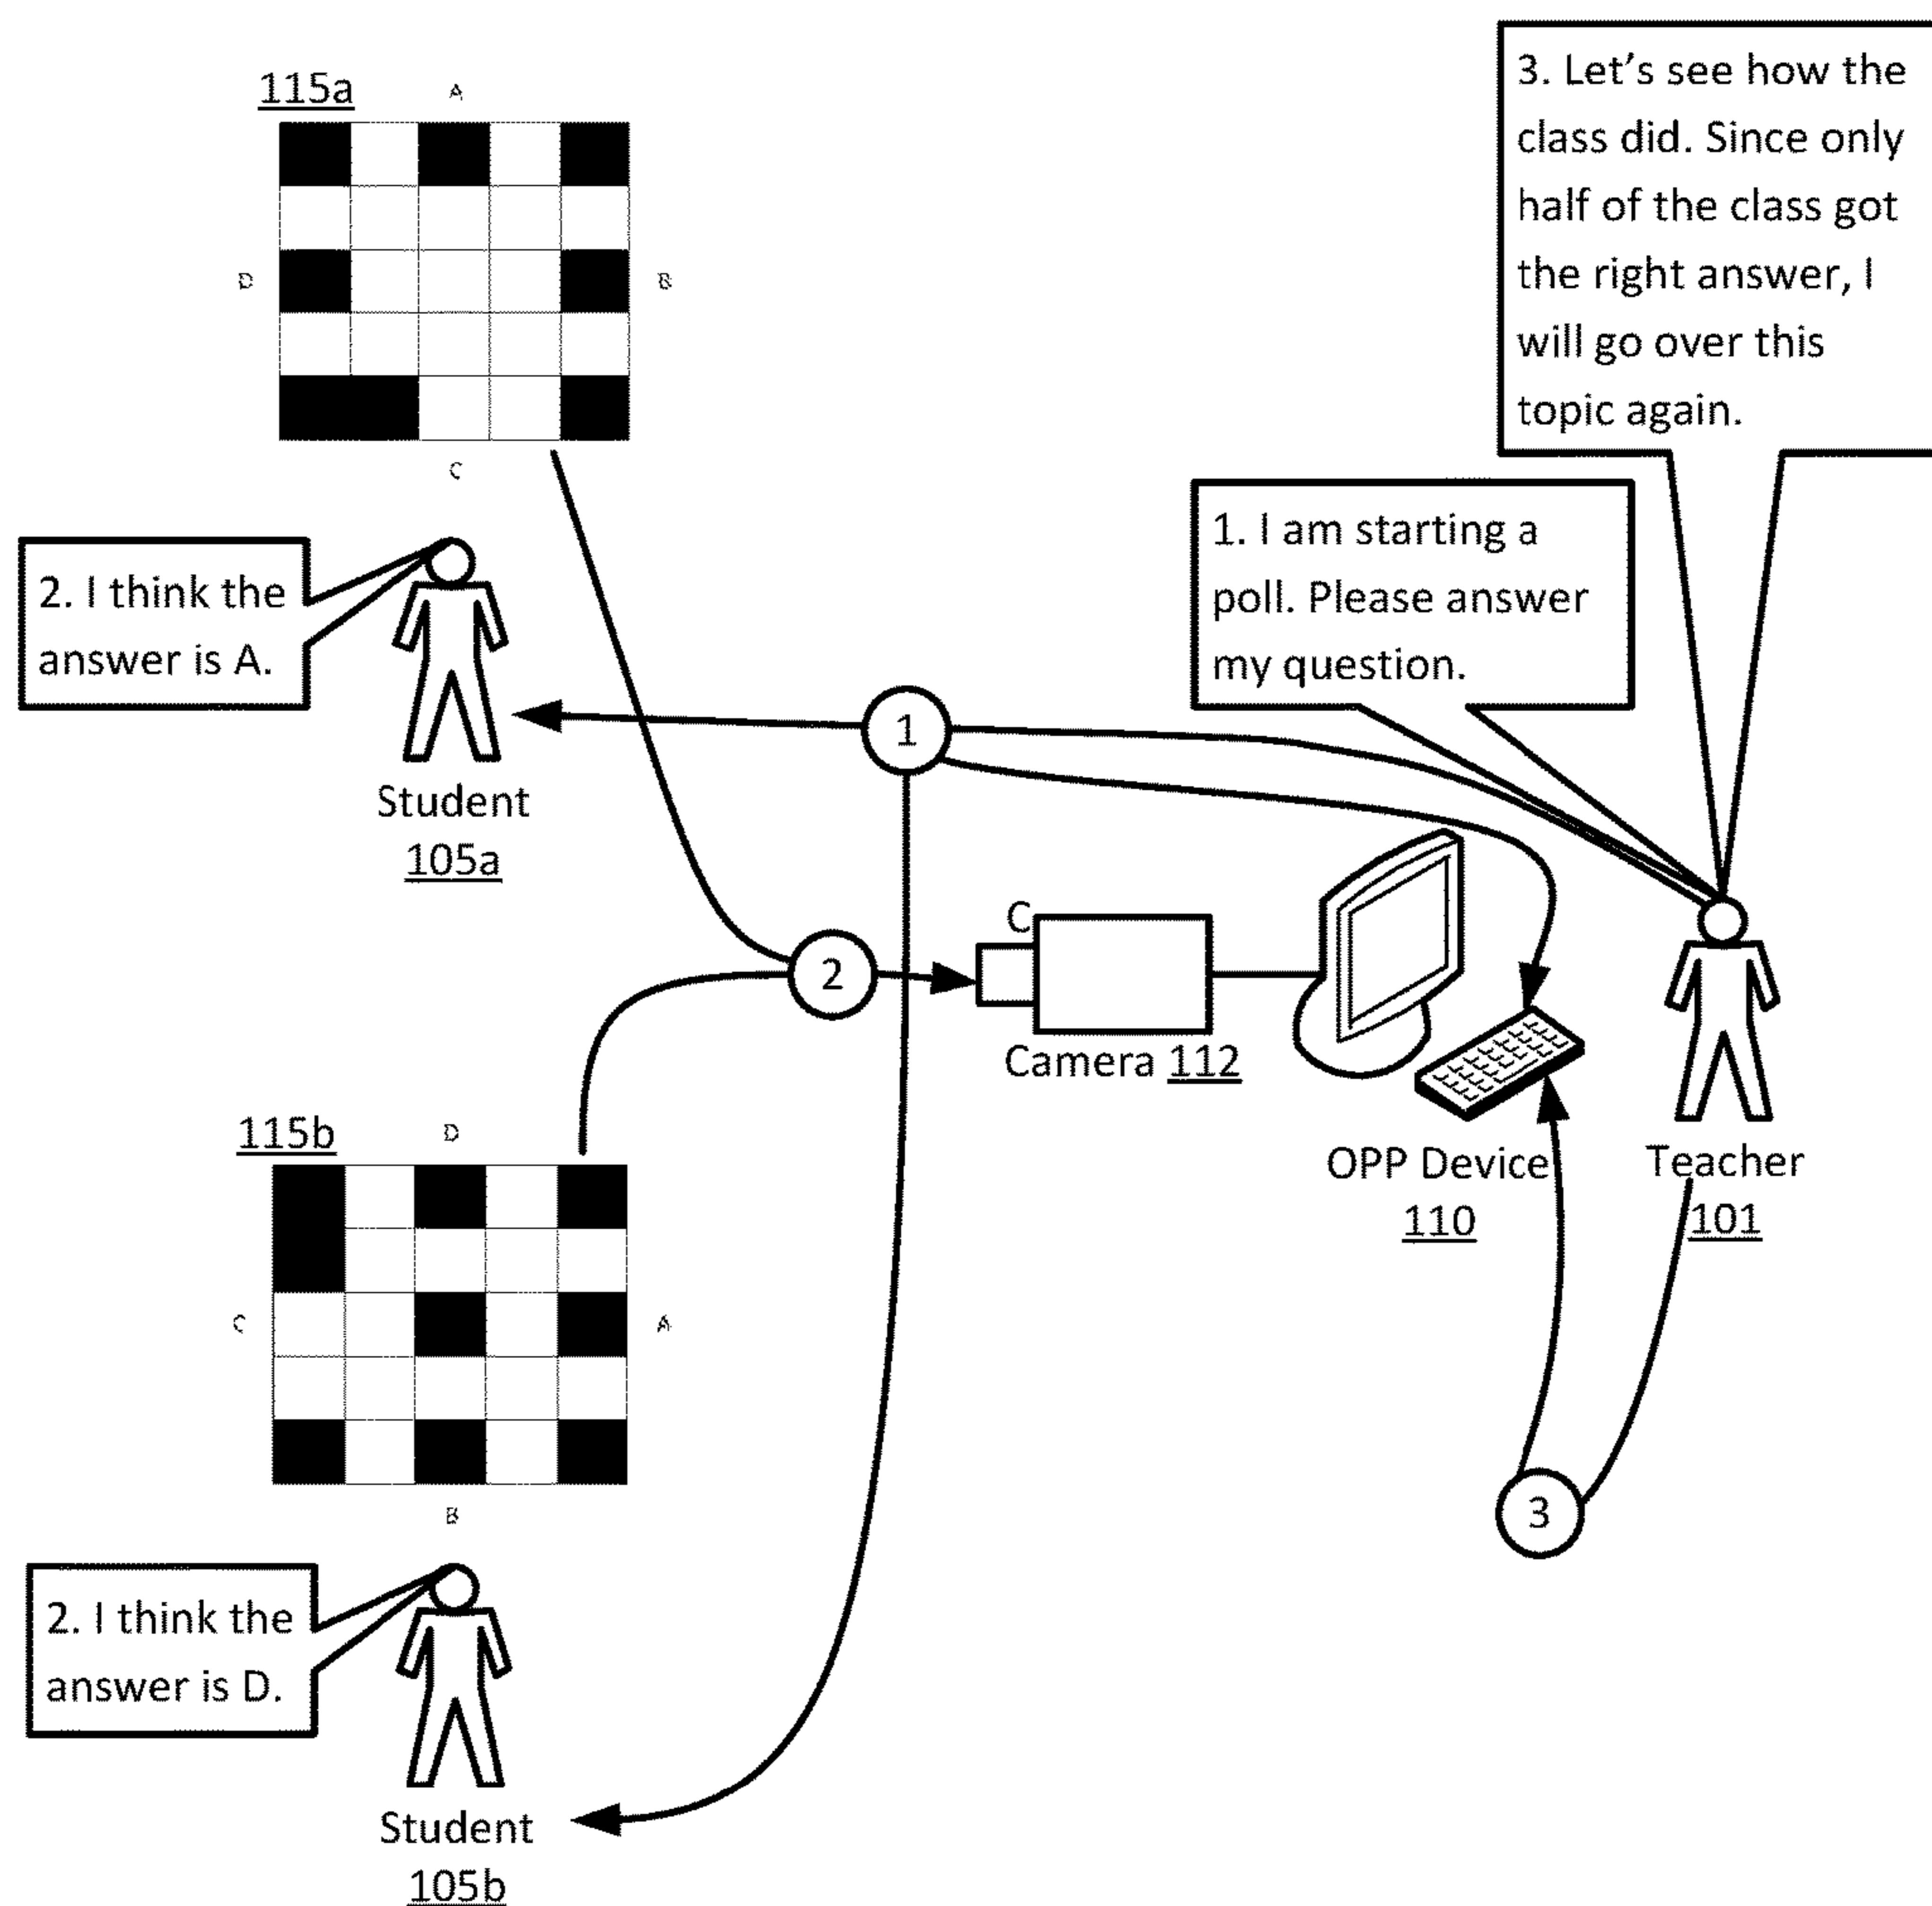 115a
A
D
B
C
3. Let's see how the
class did. Since only
half of the class got
the right answer, I
will go over this
topic again.
1. I am starting a
poll. Please answer
my question.
2. I think the
answer is A.
Student
105a
1
2
C
Camera 112
OPP Device
110
Teacher
101
115b
D
C
A
B
3
2. I think the
answer is D.
Student
105b